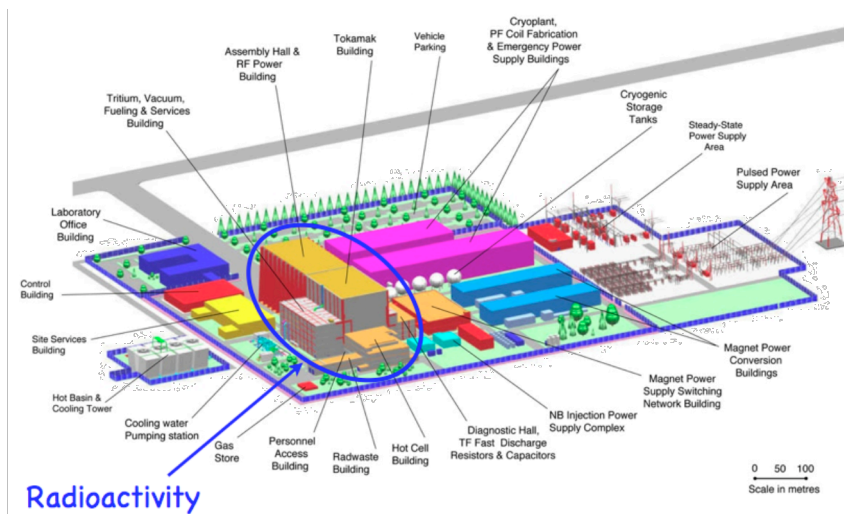 Cryoplant,
PF Coil Fabrication
& Emergency Power
Supply Buildings
Tokamak
Building
Vehicle
Parking
Assembly Hall &
RF Power
Building
Tritium, Vacuum,
Fueling & Services
Building
Cryogenic
Storage
Tanks
Steady-State
Power Supply
Area
Pulsed Power
Supply Area
Laboratory
Office
Building
Control
Building
Site Services
Building
Hot Basin &
Cooling Tower
Cooling water
Pumping station
Gas
Store
Personnel
Access
Building
Radwaste
Building
Hot Cell
Building
Diagnostic Hall,
TF Fast Discharge
Resistors & Capacitors
NB Injection Power
Supply Complex
Magnet Power
Supply Switching
Network Building
Magnet Power
Conversion
Buildings
0 50 100
Scale in metres
Radioactivity